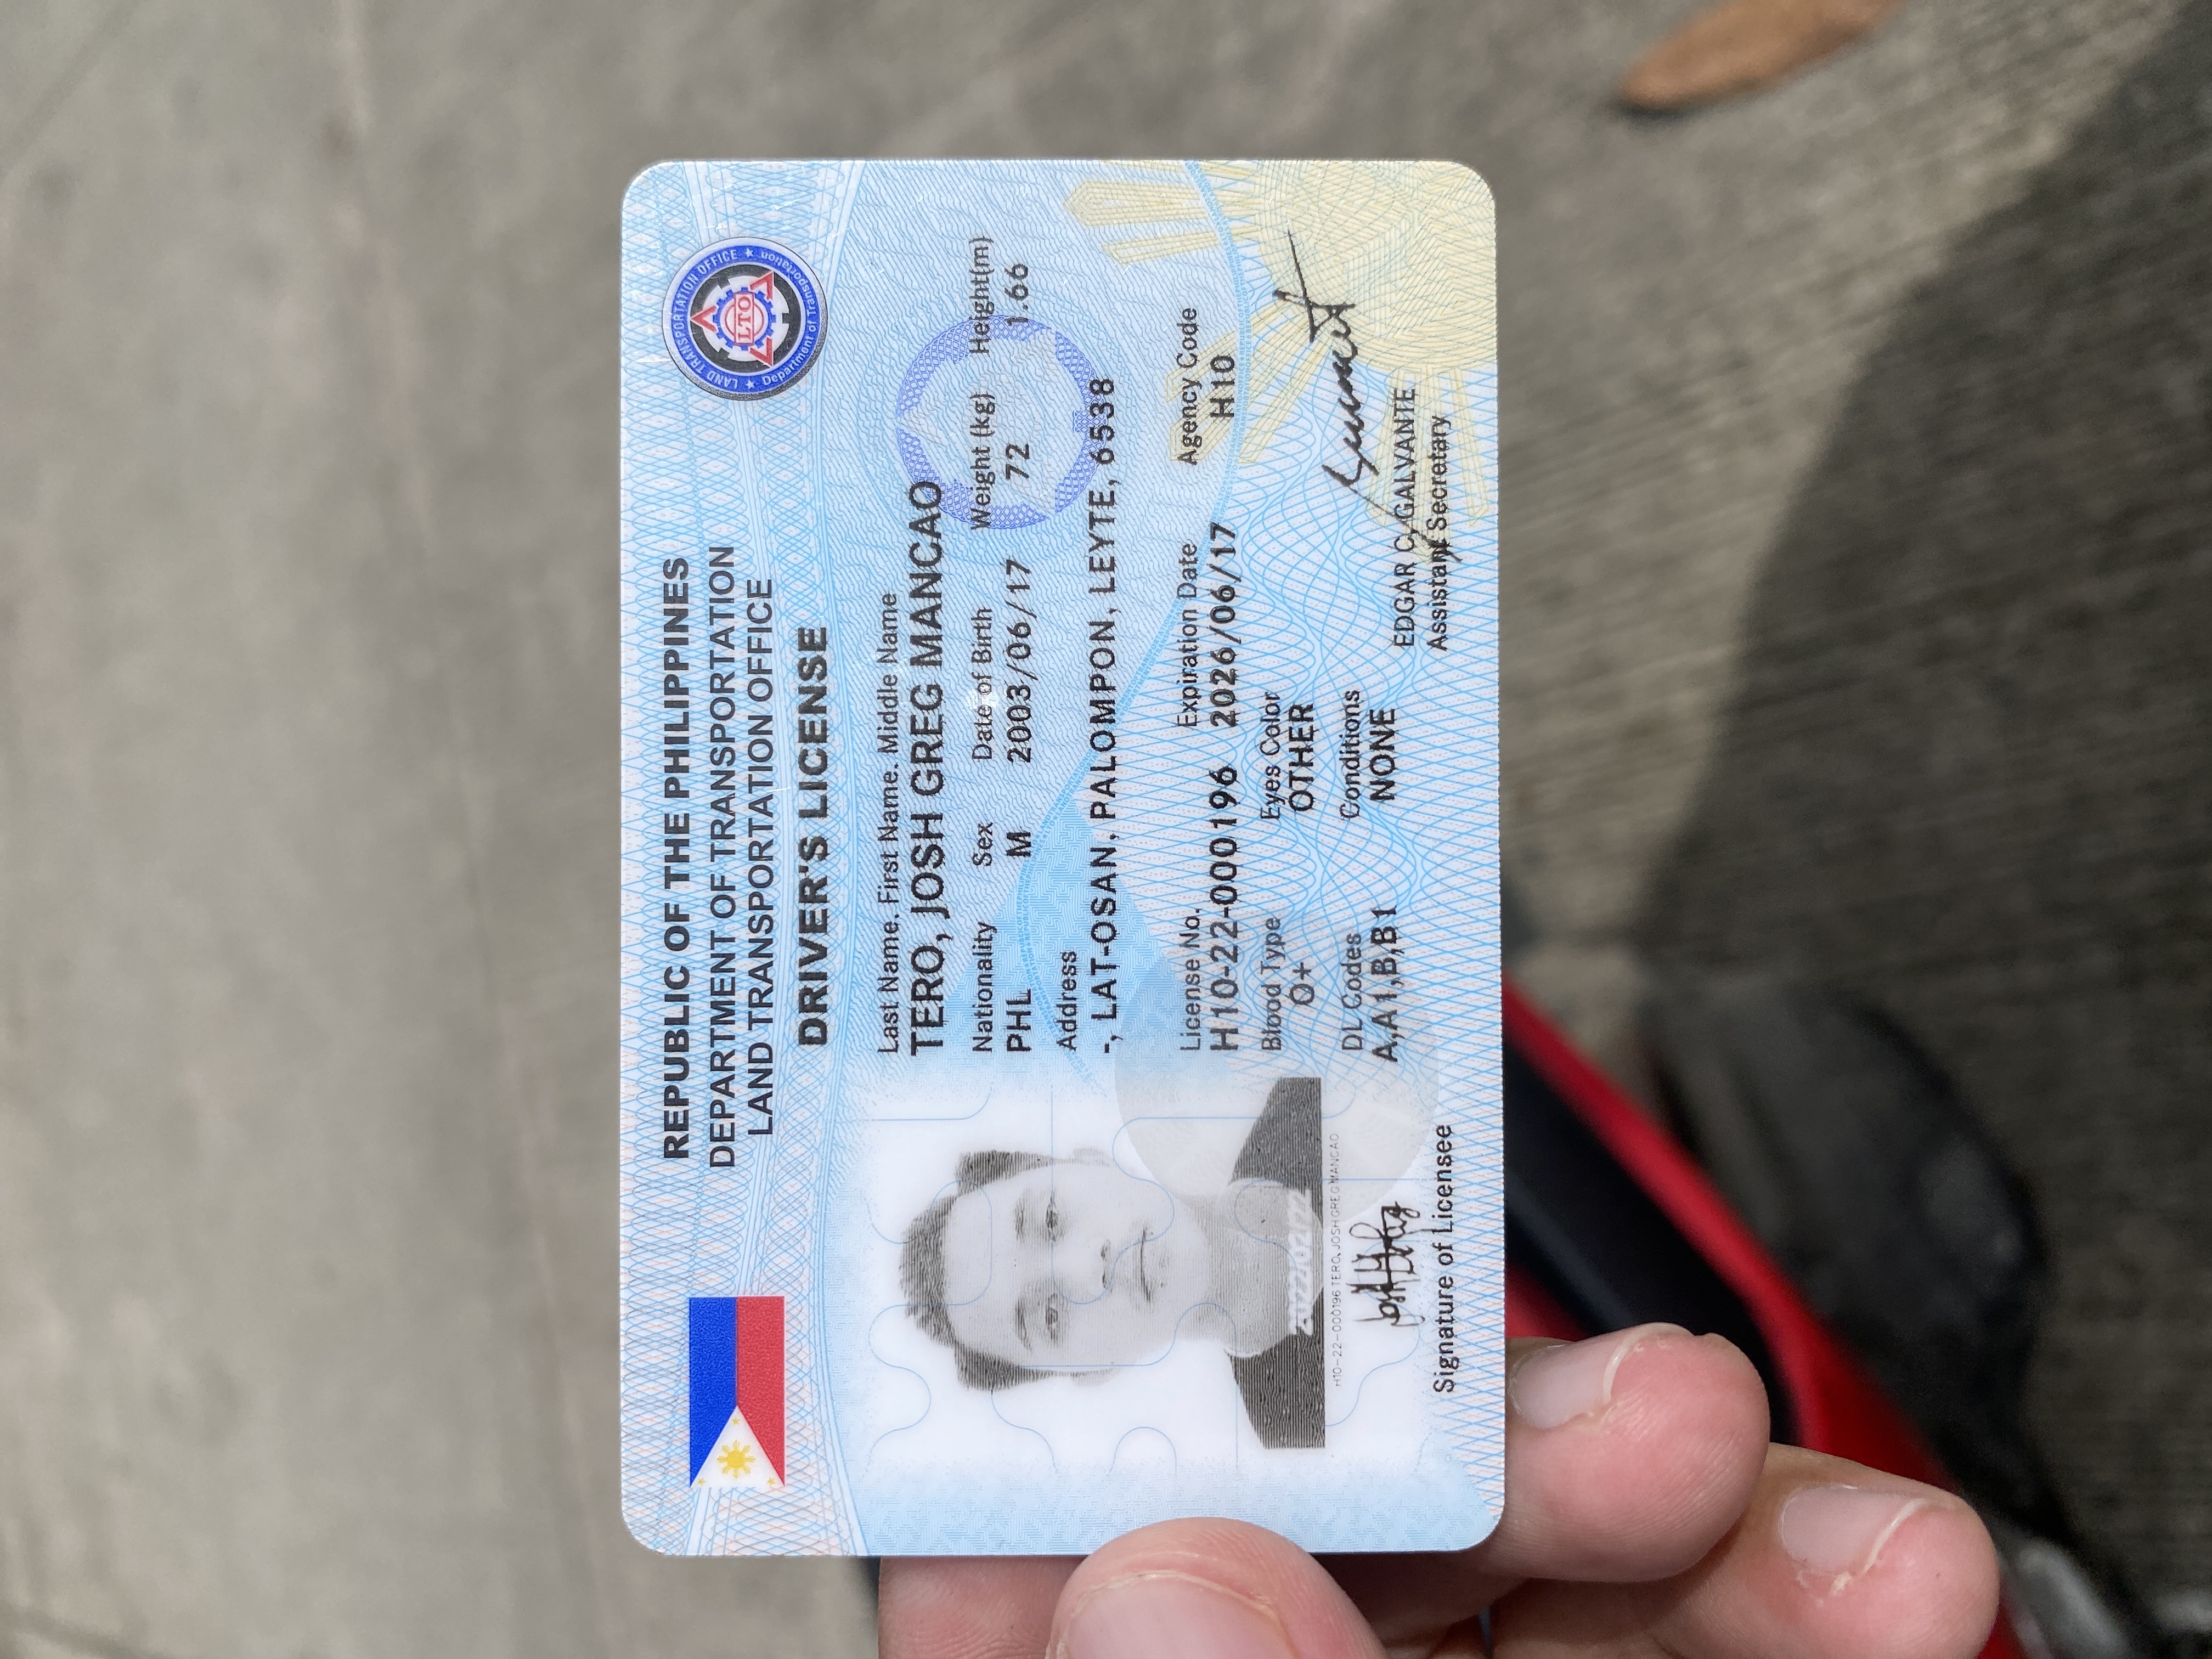 REPUBLIC OF THE PHILIPPINES
DEPARTMENT OF TRANSPORTATION
LAND TRANSPORTATION OFFICE
LAND TRANSPORTATION OFFICE
LTO
Department of Transportation
DRIVER'S LICENSE
Last Name, First Name, Middle Name
TERO, JOSH GREG MANCAO
Nationality Sex Date of Birth Weight (kg) Height(m)
PHL M 2003/06/17 72 1.66
Address
-, LAT-OSAN, PALOMPON, LEYTE, 6538
License No. Expiration Date Agency Code
H10-22-000196 2026/06/17 H10
Blood Type Eyes Color
O+ OTHER
2022/02/22
H10-22-000196 TERO, JOSH GREG MANCAO
DL Codes Conditions
A,A1,B,B1 NONE
EDGAR C. GALVANTE
Assistant Secretary
Signature of Licensee